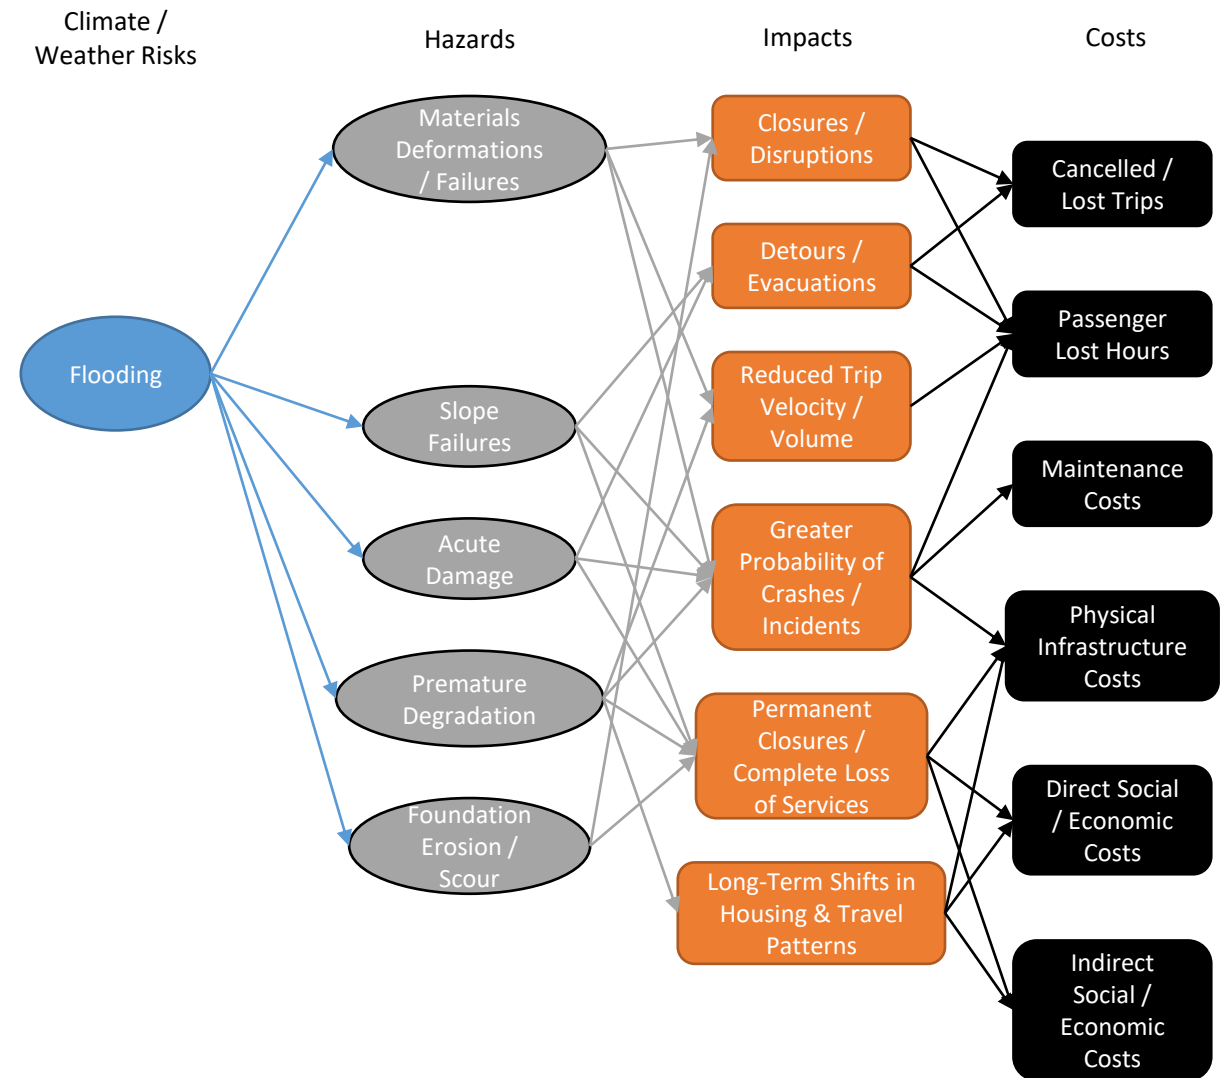 Climate /
Weather Risks
Hazards
Impacts
Costs
Flooding
Materials
Deformations
/ Failures
Slope
Failures
Acute
Damage
Premature
Degradation
Foundation
Erosion /
Scour
Closures /
Disruptions
Detours /
Evacuations
Reduced Trip
Velocity /
Volume
Greater
Probability of
Crashes /
Incidents
Permanent
Closures /
Complete Loss
of Services
Long-Term Shifts in
Housing & Travel
Patterns
Cancelled /
Lost Trips
Passenger
Lost Hours
Maintenance
Costs
Physical
Infrastructure
Costs
Direct Social
/ Economic
Costs
Indirect
Social /
Economic
Costs